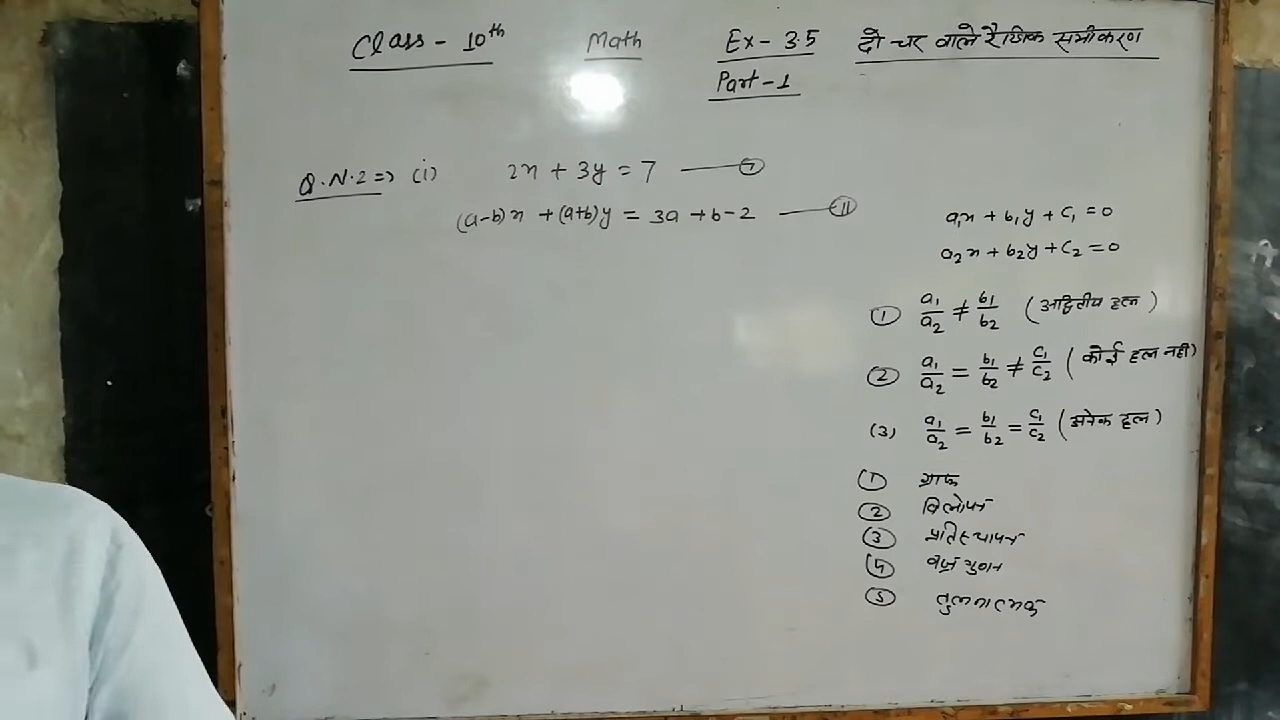 Class - 10th Math Ex - 3.5 दो चर वाले रैखिक समीकरण
Part - 1
Q.N.2 => (i) 2x + 3y = 7 —— I
(a-b)x + (a+b)y = 3a + b - 2 —— II
a₁x + b₁y + c₁ = 0
a₂x + b₂y + c₂ = 0
① a₁/a₂ ≠ b₁/b₂ (अद्वितीय हल)
② a₁/a₂ = b₁/b₂ ≠ c₁/c₂ (कोई हल नही)
(3) a₁/a₂ = b₁/b₂ = c₁/c₂ (अनेक हल)
① ग्राफ
② विलोपन
③ प्रतिस्थापन
④ वज्र गुणन
⑤ तुलनात्मक